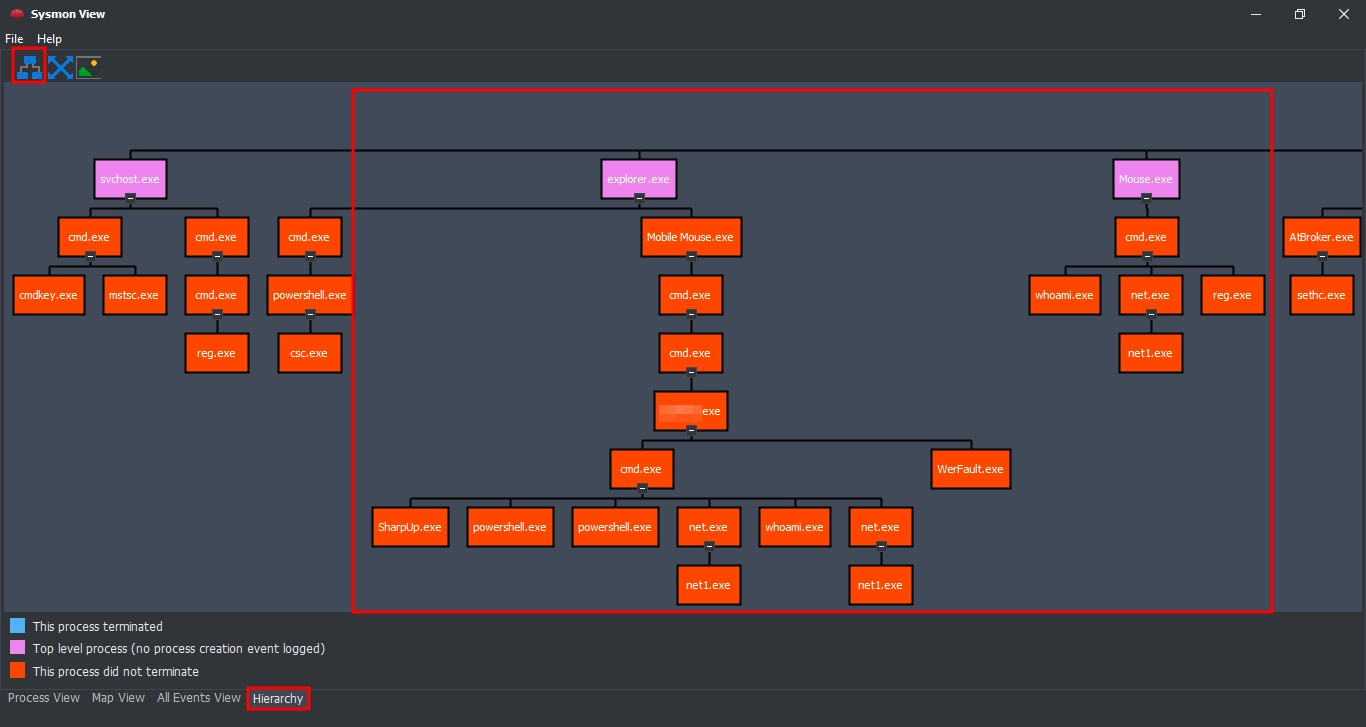 Sysmon View
File Help
svchost.exe explorer.exe Mouse.exe
cmd.exe cmd.exe cmd.exe Mobile Mouse.exe cmd.exe AtBroker.exe
cmdkey.exe mstsc.exe cmd.exe powershell.exe cmd.exe whoami.exe net.exe reg.exe sethc.exe
reg.exe csc.exe cmd.exe net1.exe
exe
cmd.exe WerFault.exe
SharpUp.exe powershell.exe powershell.exe net.exe whoami.exe net.exe
net1.exe net1.exe
This process terminated
Top level process (no process creation event logged)
This process did not terminate
Process View Map View All Events View Hierarchy